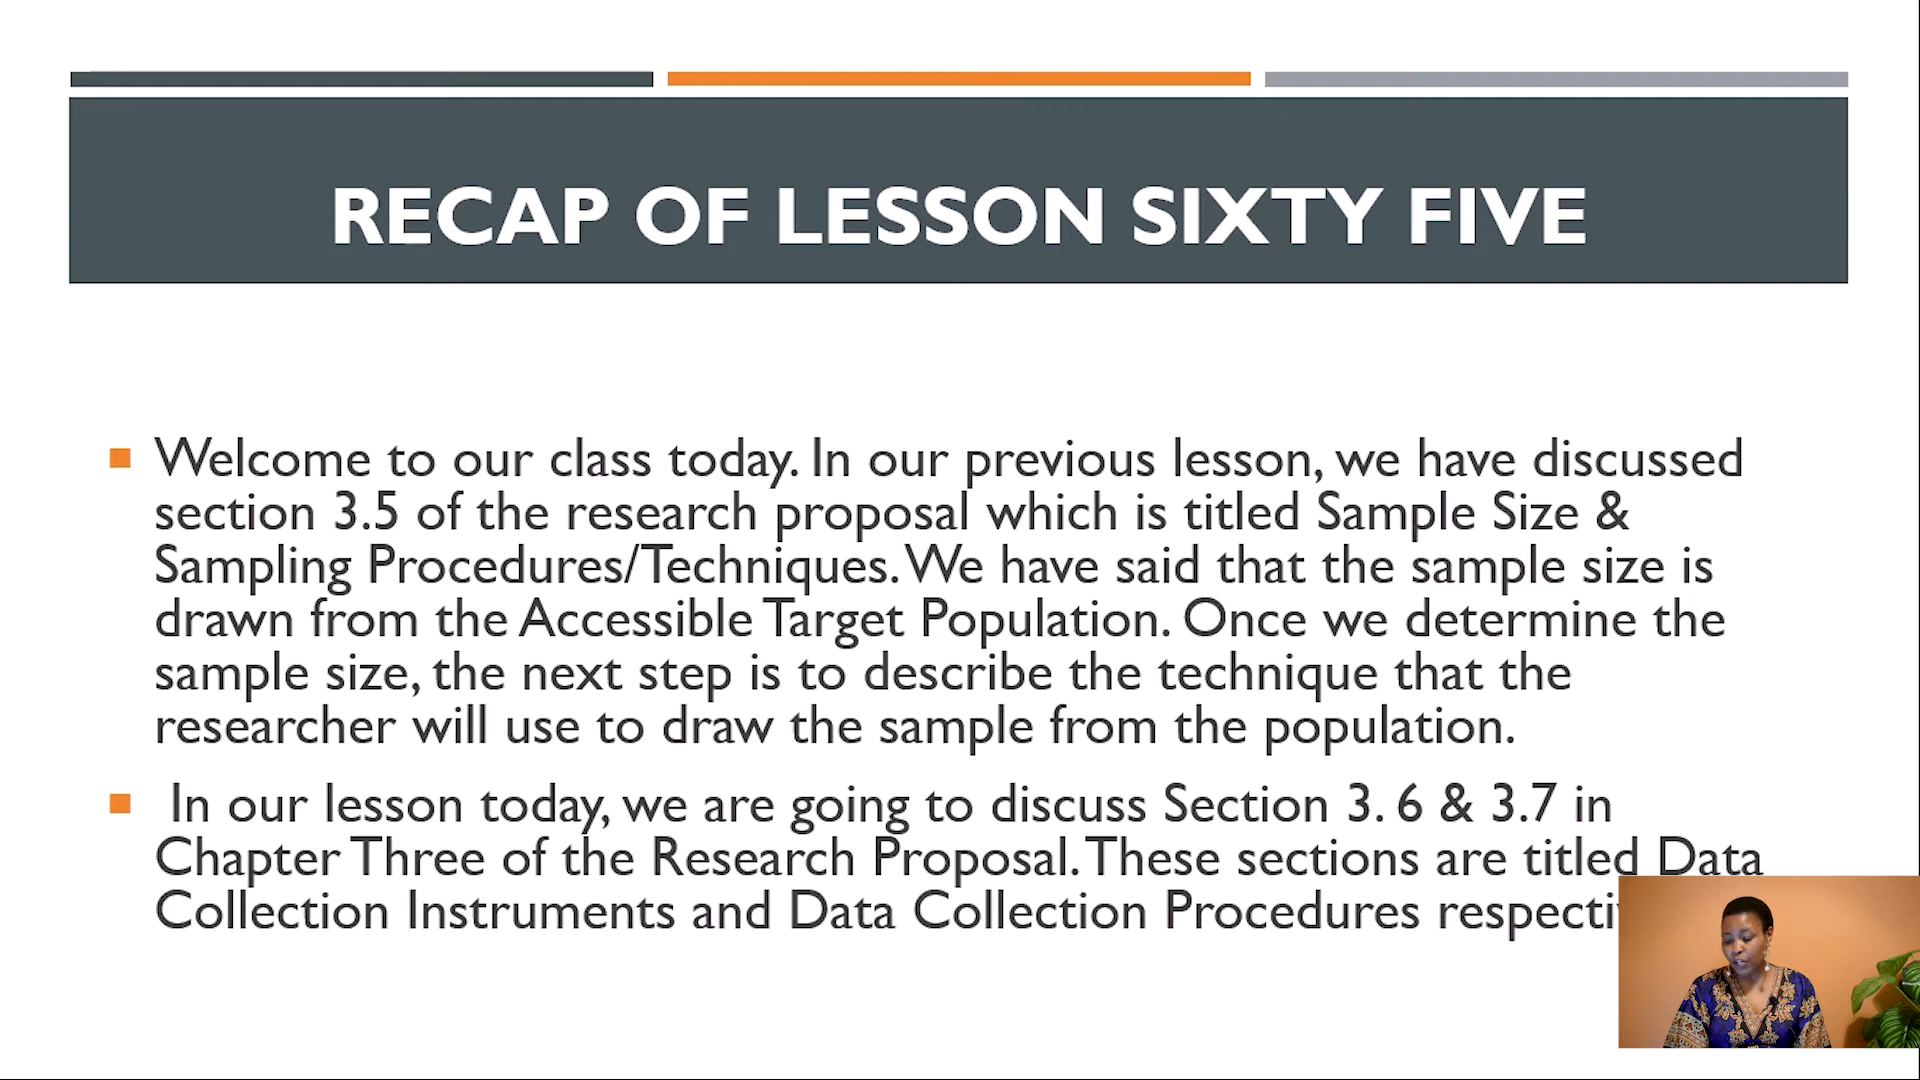 RECAP OF LESSON SIXTY FIVE
Welcome to our class today. In our previous lesson, we have discussed
section 3.5 of the research proposal which is titled Sample Size &
Sampling Procedures/Techniques. We have said that the sample size is
drawn from the Accessible Target Population. Once we determine the
sample size, the next step is to describe the technique that the
researcher will use to draw the sample from the population.
In our lesson today, we are going to discuss Section 3. 6 & 3.7 in
Chapter Three of the Research Proposal. These sections are titled Data
Collection Instruments and Data Collection Procedures